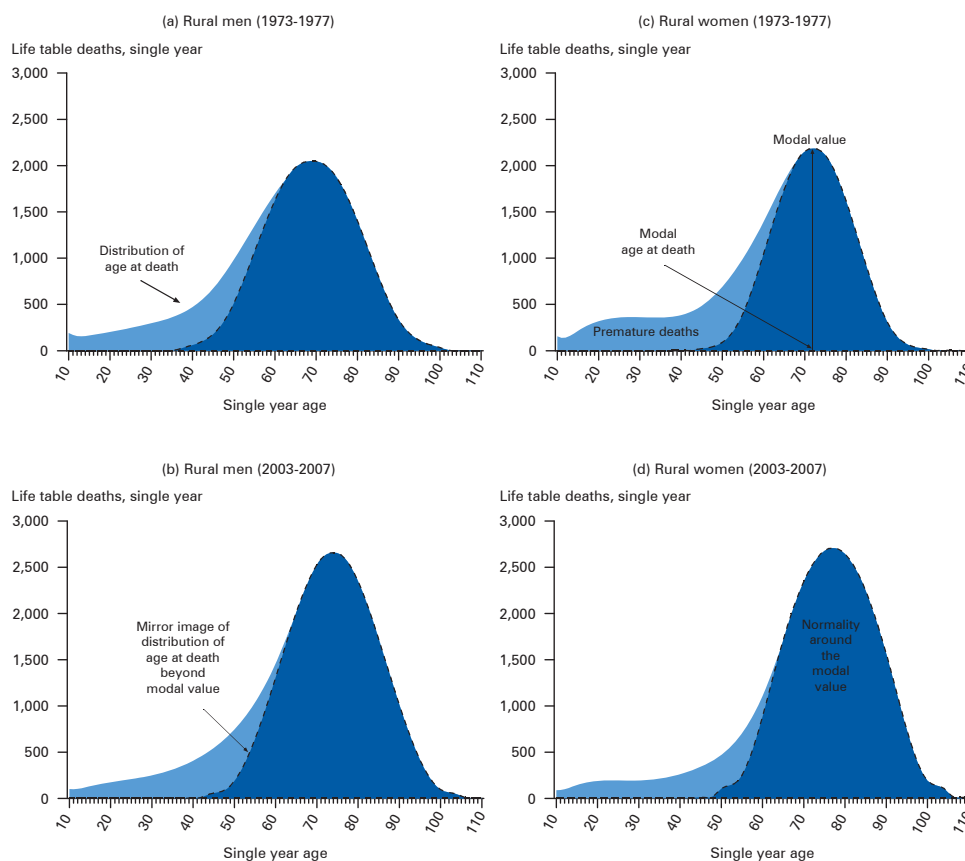 (a) Rural men (1973-1977)
Life table deaths, single year
3,000
2,500
2,000
1,500
1,000
500
0
Distribution of
age at death
10 20 30 40 50 60 70 80 90 100 110
Single year age
(c) Rural women (1973-1977)
Life table deaths, single year
3,000
2,500
2,000
1,500
1,000
500
0
Modal value
Modal
age at death
Premature deaths
10 20 30 40 50 60 70 80 90 100 110
Single year age
(b) Rural men (2003-2007)
Life table deaths, single year
3,000
2,500
2,000
1,500
1,000
500
0
Mirror image of
distribution of
age at death
beyond
modal value
10 20 30 40 50 60 70 80 90 100 110
Single year age
(d) Rural women (2003-2007)
Life table deaths, single year
3,000
2,500
2,000
1,500
1,000
500
0
Normality
around
the
modal
value
10 20 30 40 50 60 70 80 90 100 110
Single year age